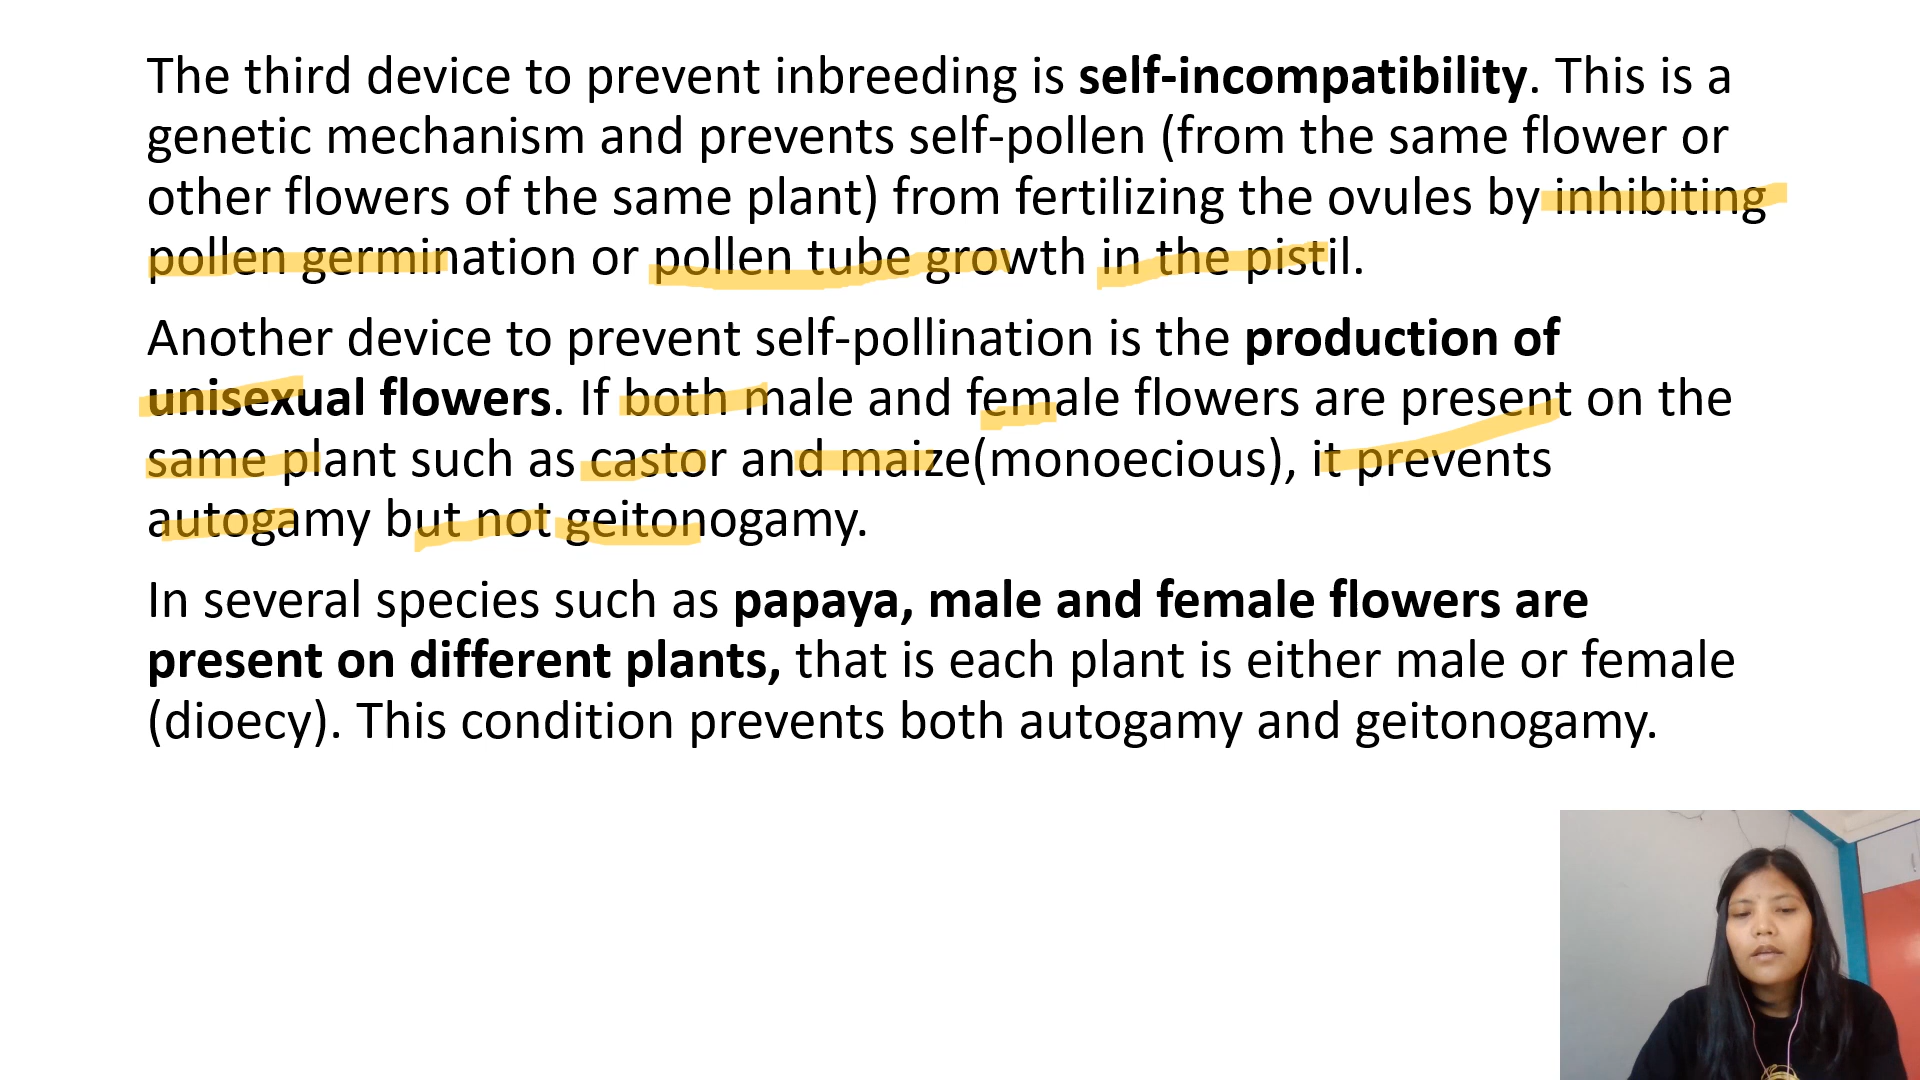 The third device to prevent inbreeding is self-incompatibility. This is a
genetic mechanism and prevents self-pollen (from the same flower or
other flowers of the same plant) from fertilizing the ovules by inhibiting
pollen germination or pollen tube growth in the pistil.
Another device to prevent self-pollination is the production of
unisexual flowers. If both male and female flowers are present on the
same plant such as castor and maize(monoecious), it prevents
autogamy but not geitonogamy.
In several species such as papaya, male and female flowers are
present on different plants, that is each plant is either male or female
(dioecy). This condition prevents both autogamy and geitonogamy.